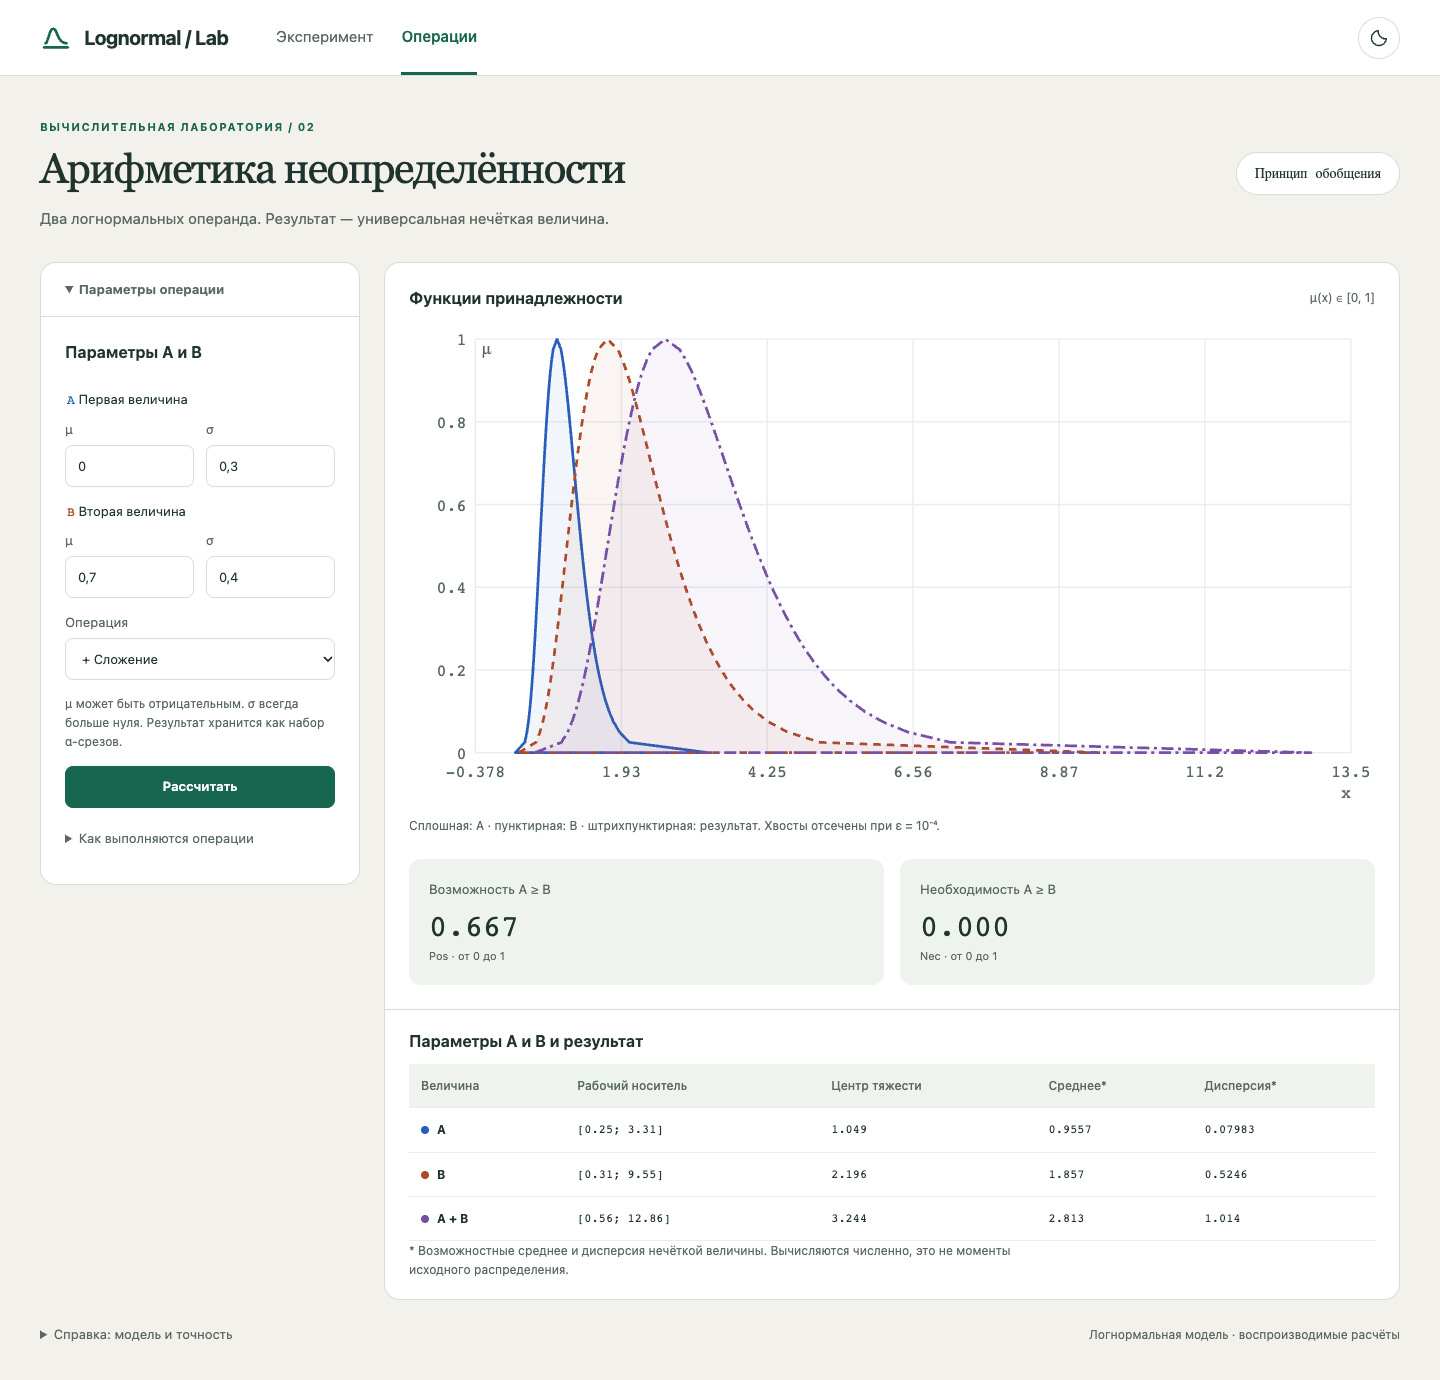 Lognormal / Lab
Эксперимент
Операции
ВЫЧИСЛИТЕЛЬНАЯ ЛАБОРАТОРИЯ / 02
Арифметика неопределённости
Принцип обобщения
Два логнормальных операнда. Результат — универсальная нечёткая величина.
▼ Параметры операции
Параметры A и B
A Первая величина
μ σ
0 0,3
B Вторая величина
μ σ
0,7 0,4
Операция
+ Сложение
μ может быть отрицательным. σ всегда
больше нуля. Результат хранится как набор
α-срезов.
Рассчитать
▶ Как выполняются операции
Функции принадлежности
μ(x) ∈ [0, 1]
μ
1
0.8
0.6
0.4
0.2
0
−0.378 1.93 4.25 6.56 8.87 11.2 13.5
x
Сплошная: A · пунктирная: B · штрихпунктирная: результат. Хвосты отсечены при ε = 10⁻⁴.
Возможность A ≥ B
0.667
Pos · от 0 до 1
Необходимость A ≥ B
0.000
Nec · от 0 до 1
Параметры A и B и результат
Величина Рабочий носитель Центр тяжести Среднее* Дисперсия*
A [0.25; 3.31] 1.049 0.9557 0.07983
B [0.31; 9.55] 2.196 1.857 0.5246
A + B [0.56; 12.86] 3.244 2.813 1.014
* Возможностные среднее и дисперсия нечёткой величины. Вычисляются численно, это не моменты
исходного распределения.
▶ Справка: модель и точность
Логнормальная модель · воспроизводимые расчёты